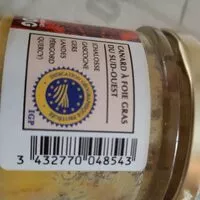 CANARD À FOIE GRAS
DU SUD-OUEST
(CHALOSSE
GASCOGNE
GERS
LANDES
PÉRIGORD
QUERCY)
IGP
3 432770 048543